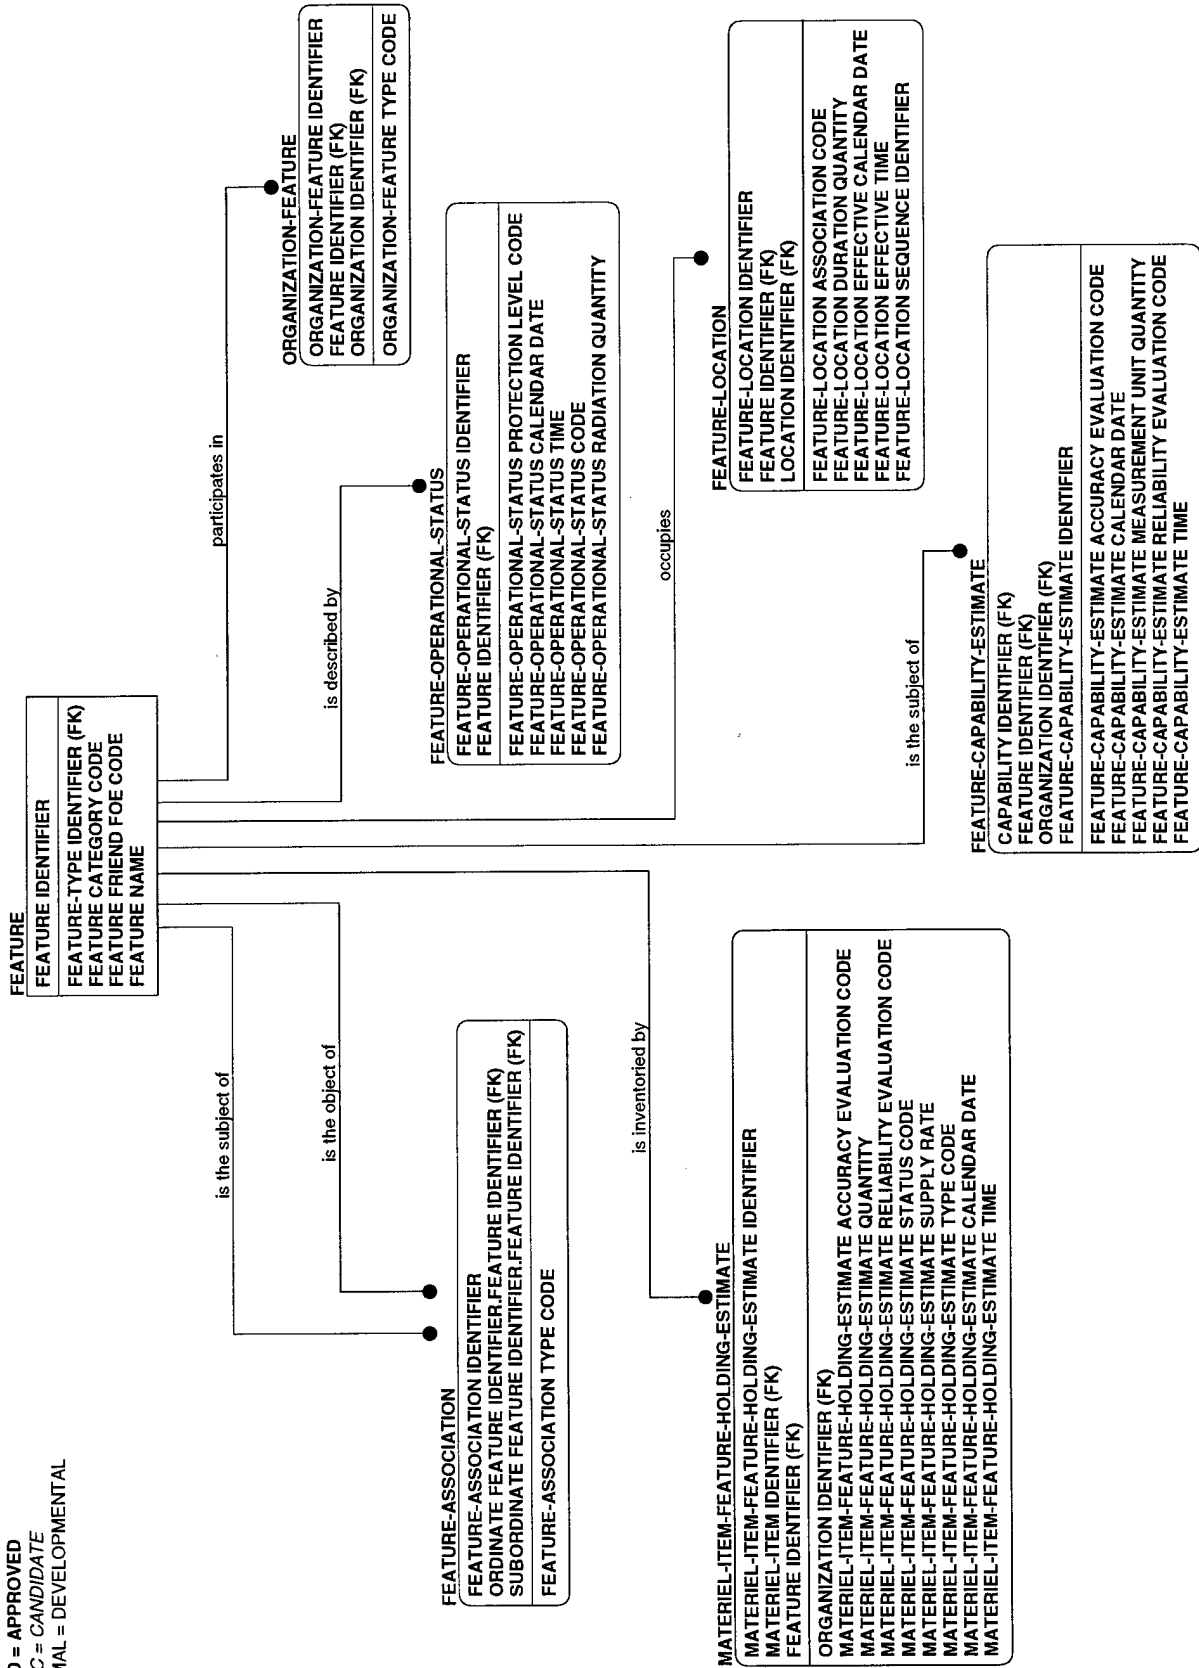 = APPROVED
= CANDIDATE
= DEVELOPMENTAL
FEATURE
FEATURE IDENTIFIER
FEATURE-TYPE IDENTIFIER (FK)
FEATURE CATEGORY CODE
FEATURE FRIEND FOE CODE
FEATURE NAME
is the subject of
is the object of
is inventoried by
is the subject of
occupies
is described by
participates in
FEATURE-ASSOCIATION
FEATURE-ASSOCIATION IDENTIFIER
ORDINATE FEATURE IDENTIFIER.FEATURE IDENTIFIER (FK)
SUBORDINATE FEATURE IDENTIFIER.FEATURE IDENTIFIER (FK)
FEATURE-ASSOCIATION TYPE CODE
FEATURE-OPERATIONAL-STATUS
FEATURE-OPERATIONAL-STATUS IDENTIFIER
FEATURE IDENTIFIER (FK)
FEATURE-OPERATIONAL-STATUS PROTECTION LEVEL CODE
FEATURE-OPERATIONAL-STATUS CALENDAR DATE
FEATURE-OPERATIONAL-STATUS TIME
FEATURE-OPERATIONAL-STATUS CODE
FEATURE-OPERATIONAL-STATUS RADIATION QUANTITY
ORGANIZATION-FEATURE
ORGANIZATION-FEATURE IDENTIFIER
FEATURE IDENTIFIER (FK)
ORGANIZATION IDENTIFIER (FK)
ORGANIZATION-FEATURE TYPE CODE
MATERIEL-ITEM-FEATURE-HOLDING-ESTIMATE
MATERIEL-ITEM-FEATURE-HOLDING-ESTIMATE IDENTIFIER
MATERIEL-ITEM IDENTIFIER (FK)
FEATURE IDENTIFIER (FK)
ORGANIZATION IDENTIFIER (FK)
MATERIEL-ITEM-FEATURE-HOLDING-ESTIMATE ACCURACY EVALUATION CODE
MATERIEL-ITEM-FEATURE-HOLDING-ESTIMATE QUANTITY
MATERIEL-ITEM-FEATURE-HOLDING-ESTIMATE RELIABILITY EVALUATION CODE
MATERIEL-ITEM-FEATURE-HOLDING-ESTIMATE STATUS CODE
MATERIEL-ITEM-FEATURE-HOLDING-ESTIMATE SUPPLY RATE
MATERIEL-ITEM-FEATURE-HOLDING-ESTIMATE TYPE CODE
MATERIEL-ITEM-FEATURE-HOLDING-ESTIMATE CALENDAR DATE
MATERIEL-ITEM-FEATURE-HOLDING-ESTIMATE TIME
FEATURE-LOCATION
FEATURE-LOCATION IDENTIFIER
FEATURE IDENTIFIER (FK)
LOCATION IDENTIFIER (FK)
FEATURE-LOCATION ASSOCIATION CODE
FEATURE-LOCATION DURATION QUANTITY
FEATURE-LOCATION EFFECTIVE CALENDAR DATE
FEATURE-LOCATION EFFECTIVE TIME
FEATURE-LOCATION SEQUENCE IDENTIFIER
FEATURE-CAPABILITY-ESTIMATE
CAPABILITY IDENTIFIER (FK)
FEATURE IDENTIFIER (FK)
ORGANIZATION IDENTIFIER (FK)
FEATURE-CAPABILITY-ESTIMATE IDENTIFIER
FEATURE-CAPABILITY-ESTIMATE ACCURACY EVALUATION CODE
FEATURE-CAPABILITY-ESTIMATE CALENDAR DATE
FEATURE-CAPABILITY-ESTIMATE MEASUREMENT UNIT QUANTITY
FEATURE-CAPABILITY-ESTIMATE RELIABILITY EVALUATION CODE
FEATURE-CAPABILITY-ESTIMATE TIME